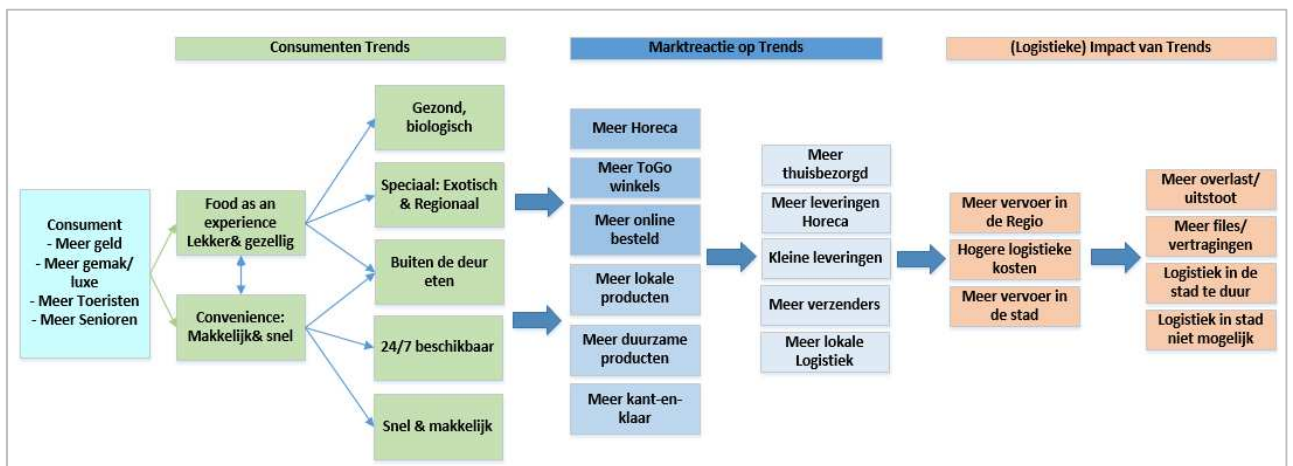 Consumenten Trends
Marktreactie op Trends
(Logistieke) Impact van Trends
Consument
- Meer geld
- Meer gemak/
luxe
- Meer Toeristen
- Meer Senioren
Food as an
experience
Lekker& gezellig
Convenience:
Makkelijk& snel
Gezond,
biologisch
Speciaal: Exotisch
& Regionaal
Buiten de deur
eten
24/7 beschikbaar
Snel & makkelijk
Meer Horeca
Meer ToGo
winkels
Meer online
besteld
Meer lokale
producten
Meer duurzame
producten
Meer kant-en-
klaar
Meer
thuisbezorgd
Meer leveringen
Horeca
Kleine leveringen
Meer verzenders
Meer lokale
Logistiek
Meer vervoer in
de Regio
Hogere logistieke
kosten
Meer vervoer in
de stad
Meer overlast/
uitstoot
Meer files/
vertragingen
Logistiek in de
stad te duur
Logistiek in stad
niet mogelijk